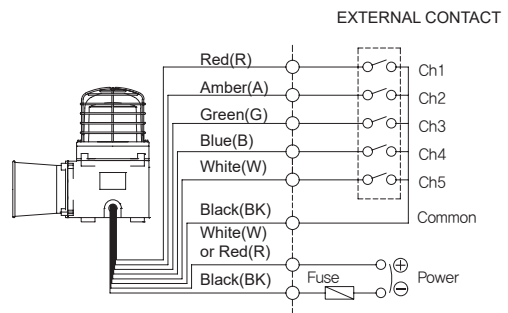 EXTERNAL CONTACT
Red(R)
Ch1
Amber(A)
Ch2
Green(G)
Ch3
Blue(B)
Ch4
White(W)
Ch5
Black(BK)
Common
White(W)
or Red(R)
Fuse
Power
Black(BK)